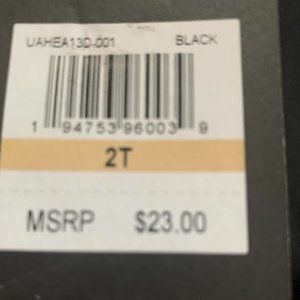 UAHEA13D-001 BLACK
1 94753 96003 9
2T
MSRP $23.00